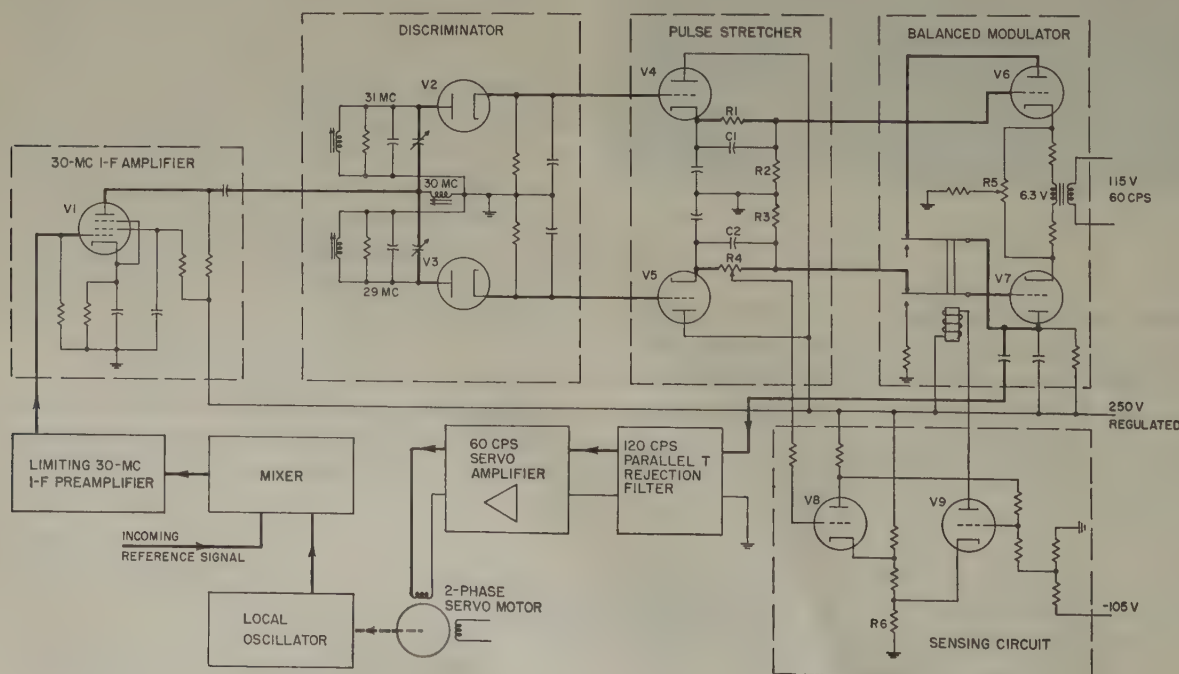 DISCRIMINATOR
PULSE STRETCHER
BALANCED MODULATOR
V2
V4
V6
31 MC
R1
C1
30-MC I-F AMPLIFIER
30 MC
R2
R5
6.3 V
115 V
60 CPS
V1
R3
C2
V3
V5
R4
V7
29 MC
250 V
REGULATED
LIMITING 30-MC
I-F PREAMPLIFIER
MIXER
60 CPS
SERVO
AMPLIFIER
120 CPS
PARALLEL T
REJECTION
FILTER
V8
V9
INCOMING
REFERENCE SIGNAL
2-PHASE
SERVO MOTOR
LOCAL
OSCILLATOR
R6
-105 V
SENSING CIRCUIT